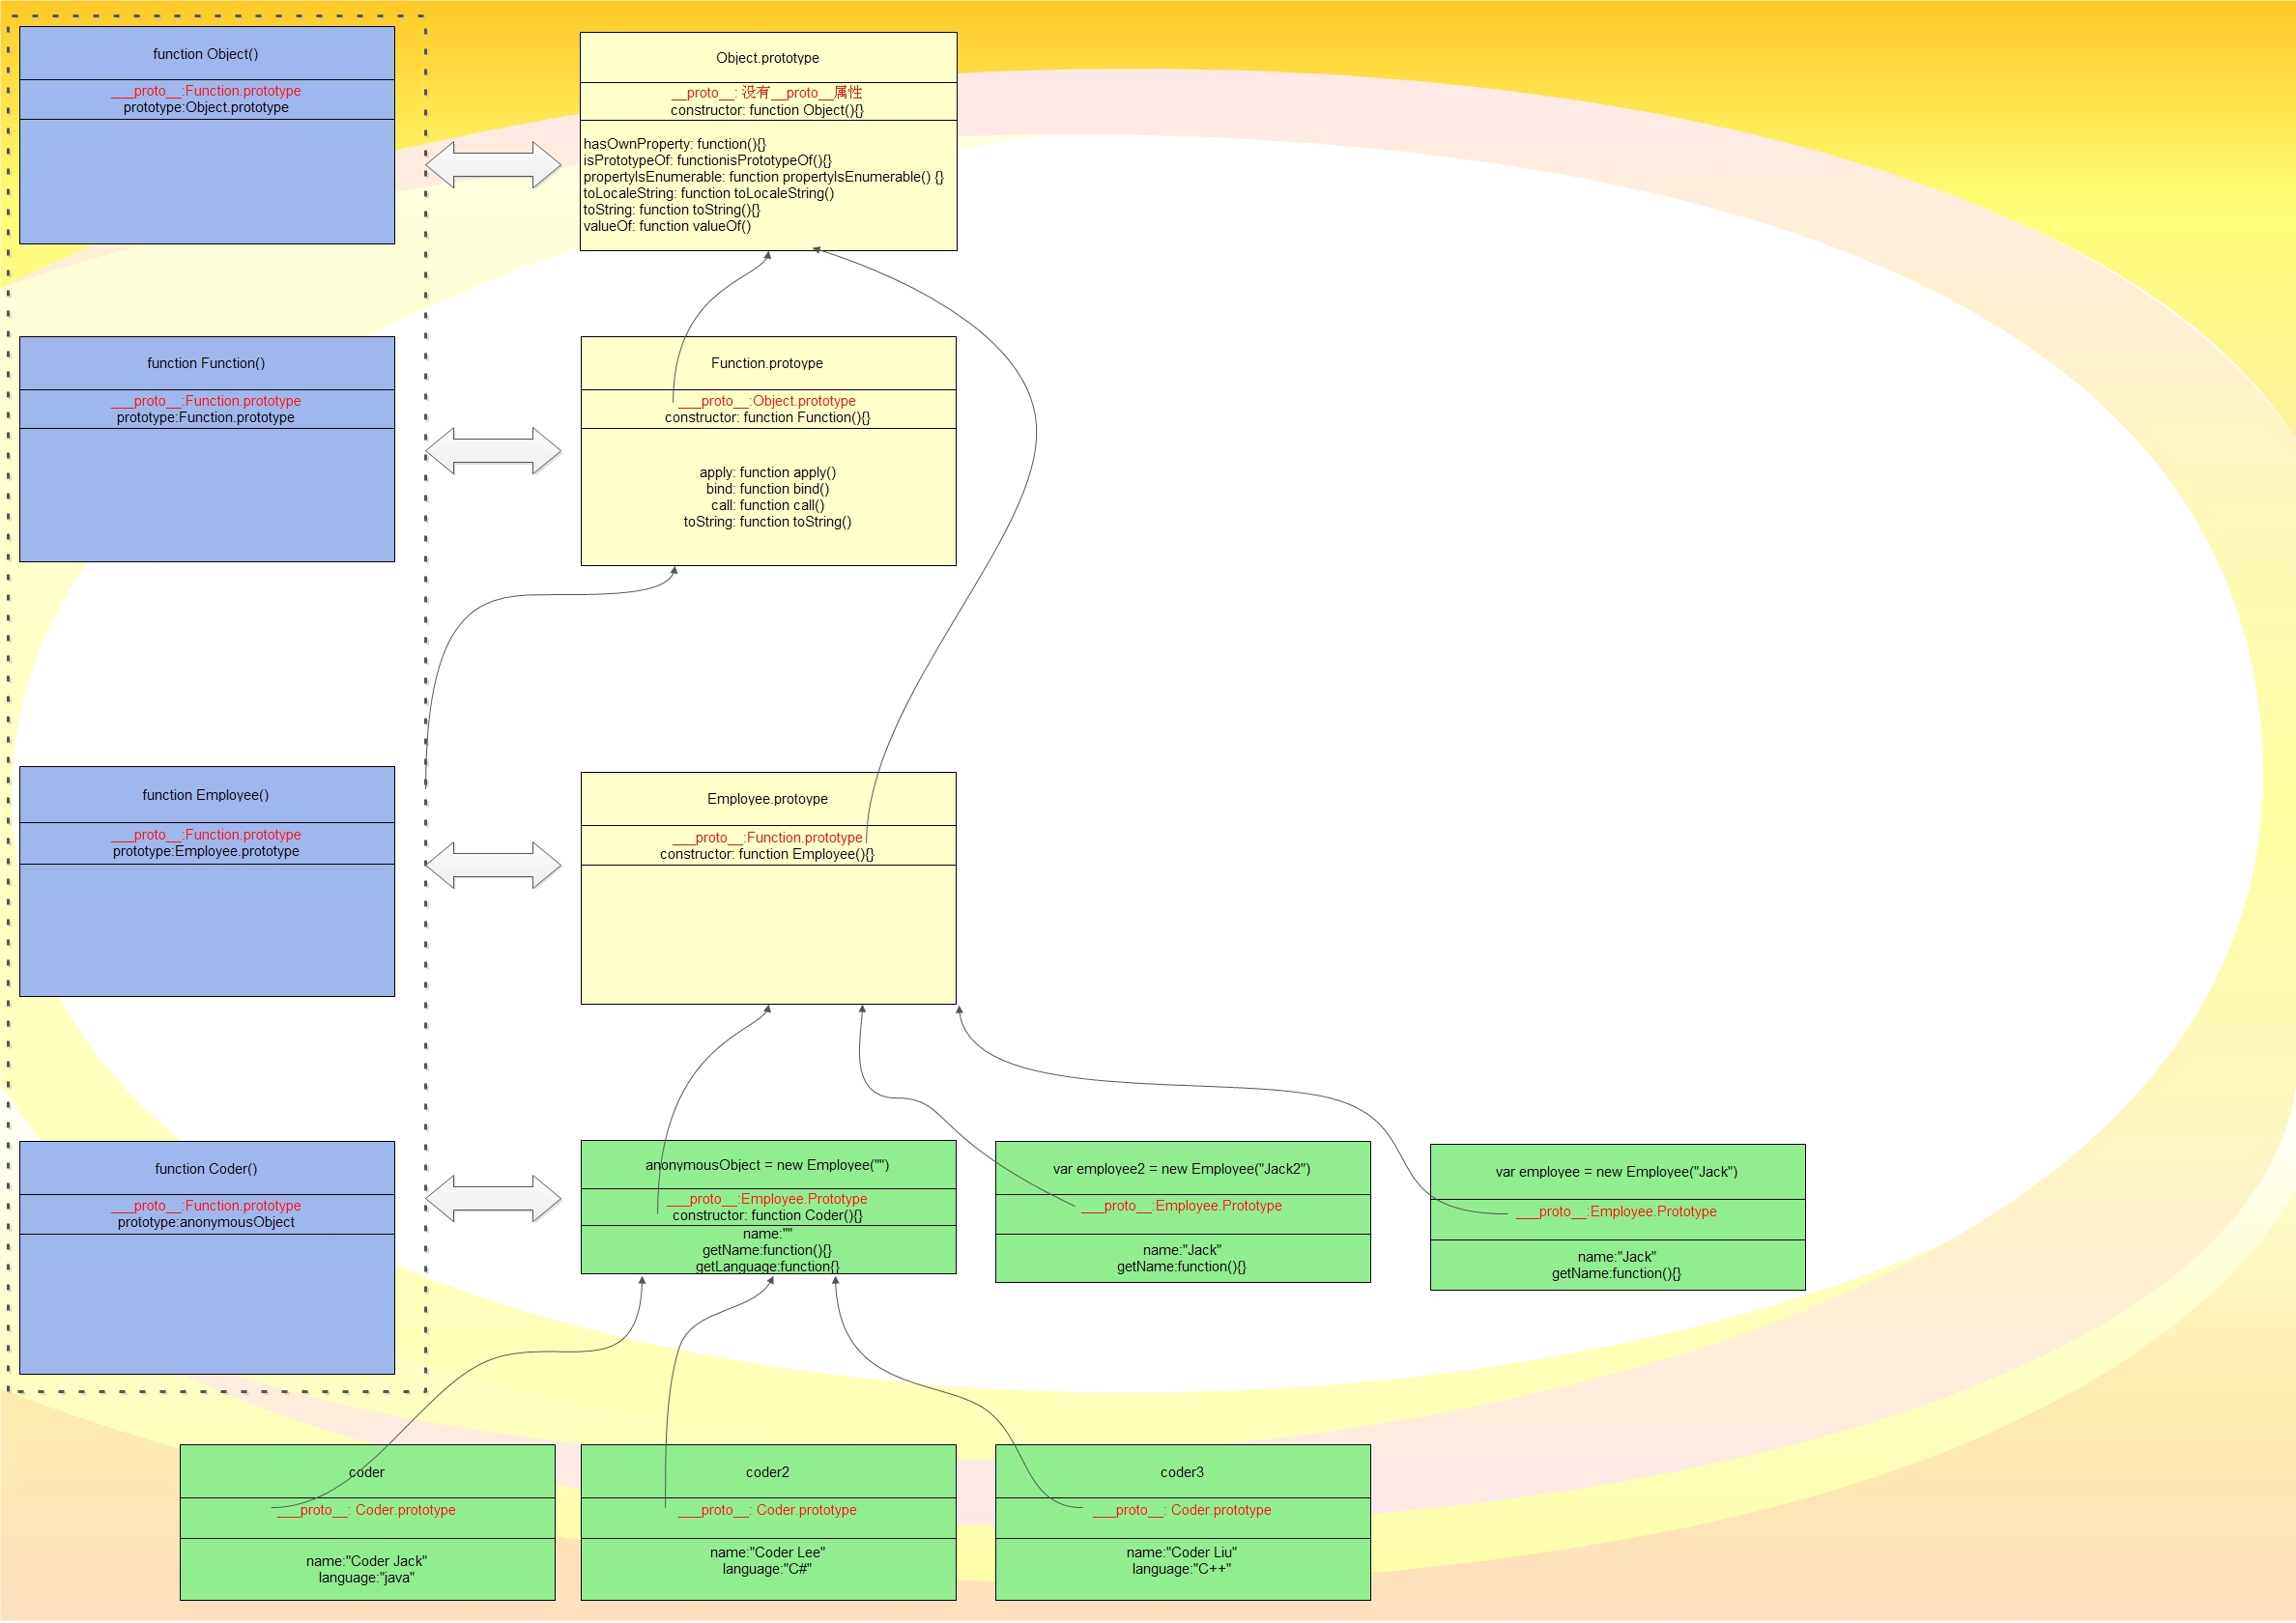 function Object()
___proto__:Function.prototype
prototype:Object.prototype
Object.prototype
__proto__: 没有__proto__属性
constructor: function Object(){}
hasOwnProperty: function(){}
isPrototypeOf: functionisPrototypeOf(){}
propertyIsEnumerable: function propertyIsEnumerable() {}
toLocaleString: function toLocaleString()
toString: function toString(){}
valueOf: function valueOf()
function Function()
___proto__:Function.prototype
prototype:Function.prototype
Function.protoype
___proto__:Object.prototype
constructor: function Function(){}
apply: function apply()
bind: function bind()
call: function call()
toString: function toString()
function Employee()
___proto__:Function.prototype
prototype:Employee.prototype
Employee.protoype
___proto__:Function.prototype
constructor: function Employee(){}
function Coder()
___proto__:Function.prototype
prototype:anonymousObject
anonymousObject = new Employee("")
___proto__:Employee.Prototype
constructor: function Coder(){}
name:""
getName:function(){}
getLanguage:function{}
var employee2 = new Employee("Jack2")
___proto__:Employee.Prototype
name:"Jack"
getName:function(){}
var employee = new Employee("Jack")
___proto__:Employee.Prototype
name:"Jack"
getName:function(){}
coder
___proto__: Coder.prototype
name:"Coder Jack"
language:"java"
coder2
___proto__: Coder.prototype
name:"Coder Lee"
language:"C#"
coder3
___proto__: Coder.prototype
name:"Coder Liu"
language:"C++"